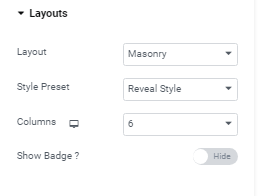 Layouts
Layout Masonry
Style Preset Reveal Style
Columns 6
Show Badge ? Hide